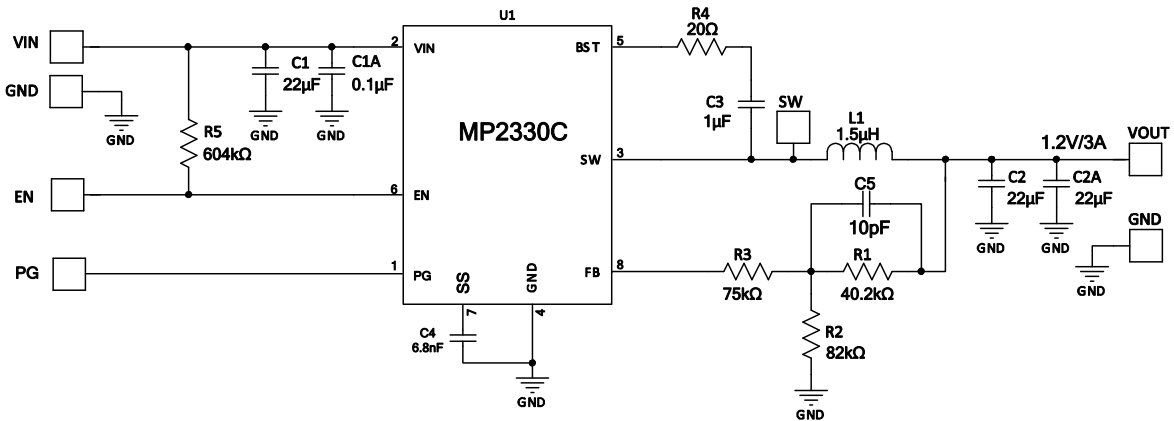 U1
VIN
GND
GND
R5
604kΩ
C1
22µF
GND
C1A
0.1µF
GND
EN
PG
2
VIN
6
EN
1
PG
MP2330C
BST
5
SW
3
FB
8
SS
7
GND
4
C4
6.8nF
GND
R4
20Ω
C3
1µF
SW
L1
1.5µH
C5
10pF
R3
75kΩ
R1
40.2kΩ
R2
82kΩ
GND
1.2V/3A
VOUT
C2
22µF
GND
C2A
22µF
GND
GND
GND